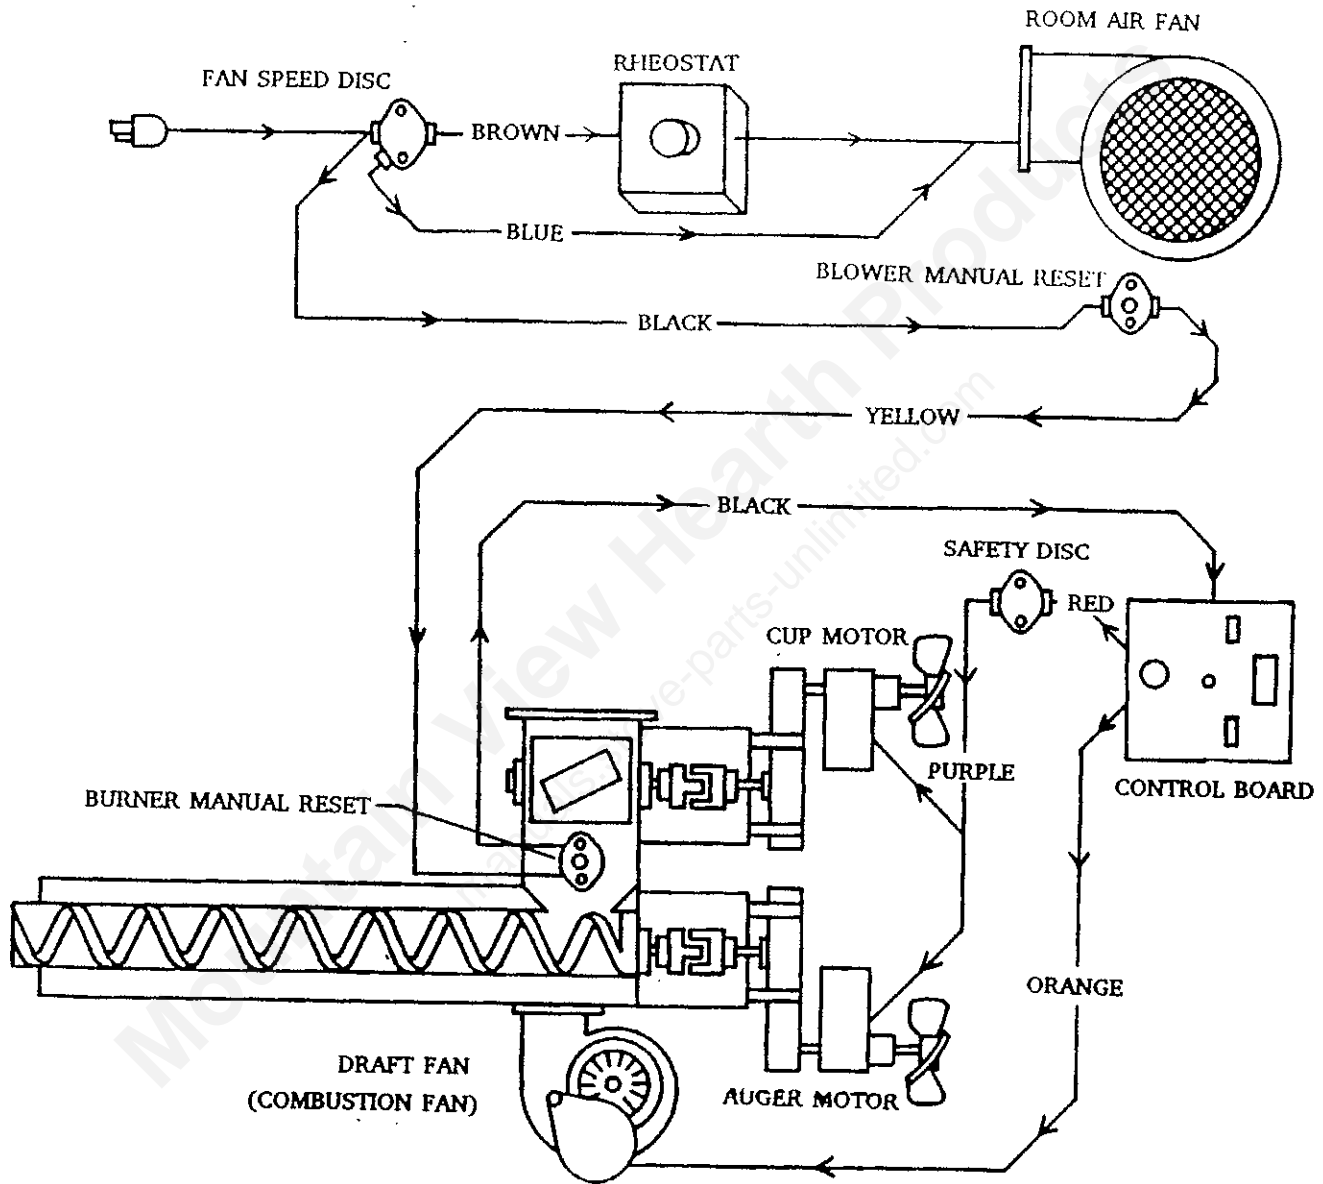 ROOM AIR FAN
RHEOSTAT
FAN SPEED DISC
BROWN
BLUE
BLOWER MANUAL RESET
BLACK
YELLOW
BLACK
SAFETY DISC
RED
CUP MOTOR
PURPLE
CONTROL BOARD
BURNER MANUAL RESET
ORANGE
DRAFT FAN
(COMBUSTION FAN)
AUGER MOTOR
Mountain View Hearth Products